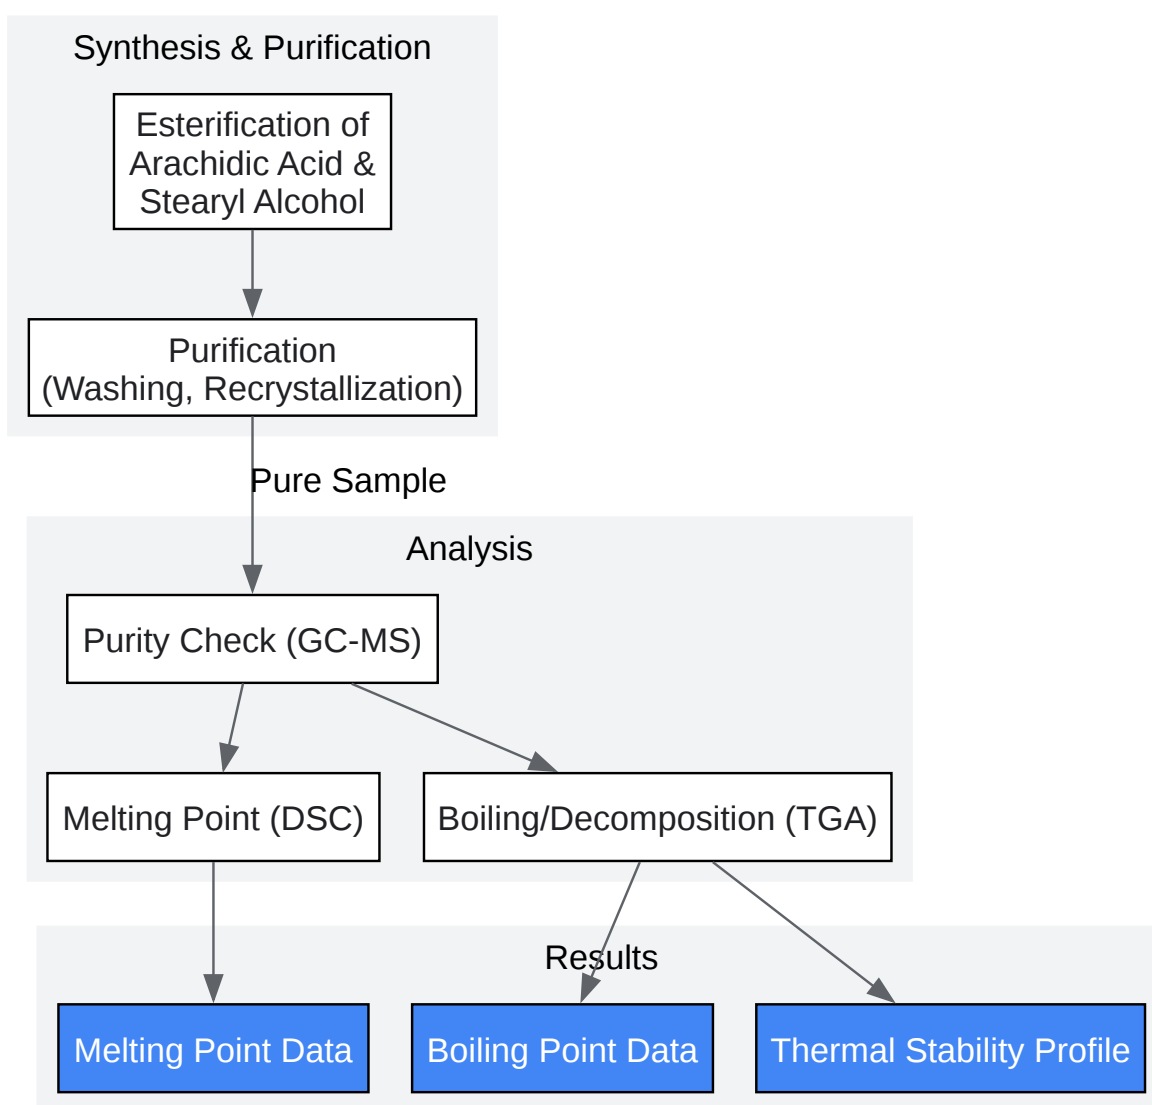 Synthesis & Purification
Esterification of
Arachidic Acid &
Stearyl Alcohol
Purification
(Washing, Recrystallization)
Pure Sample
Analysis
Purity Check (GC-MS)
Melting Point (DSC)
Boiling/Decomposition (TGA)
Results
Melting Point Data
Boiling Point Data
Thermal Stability Profile